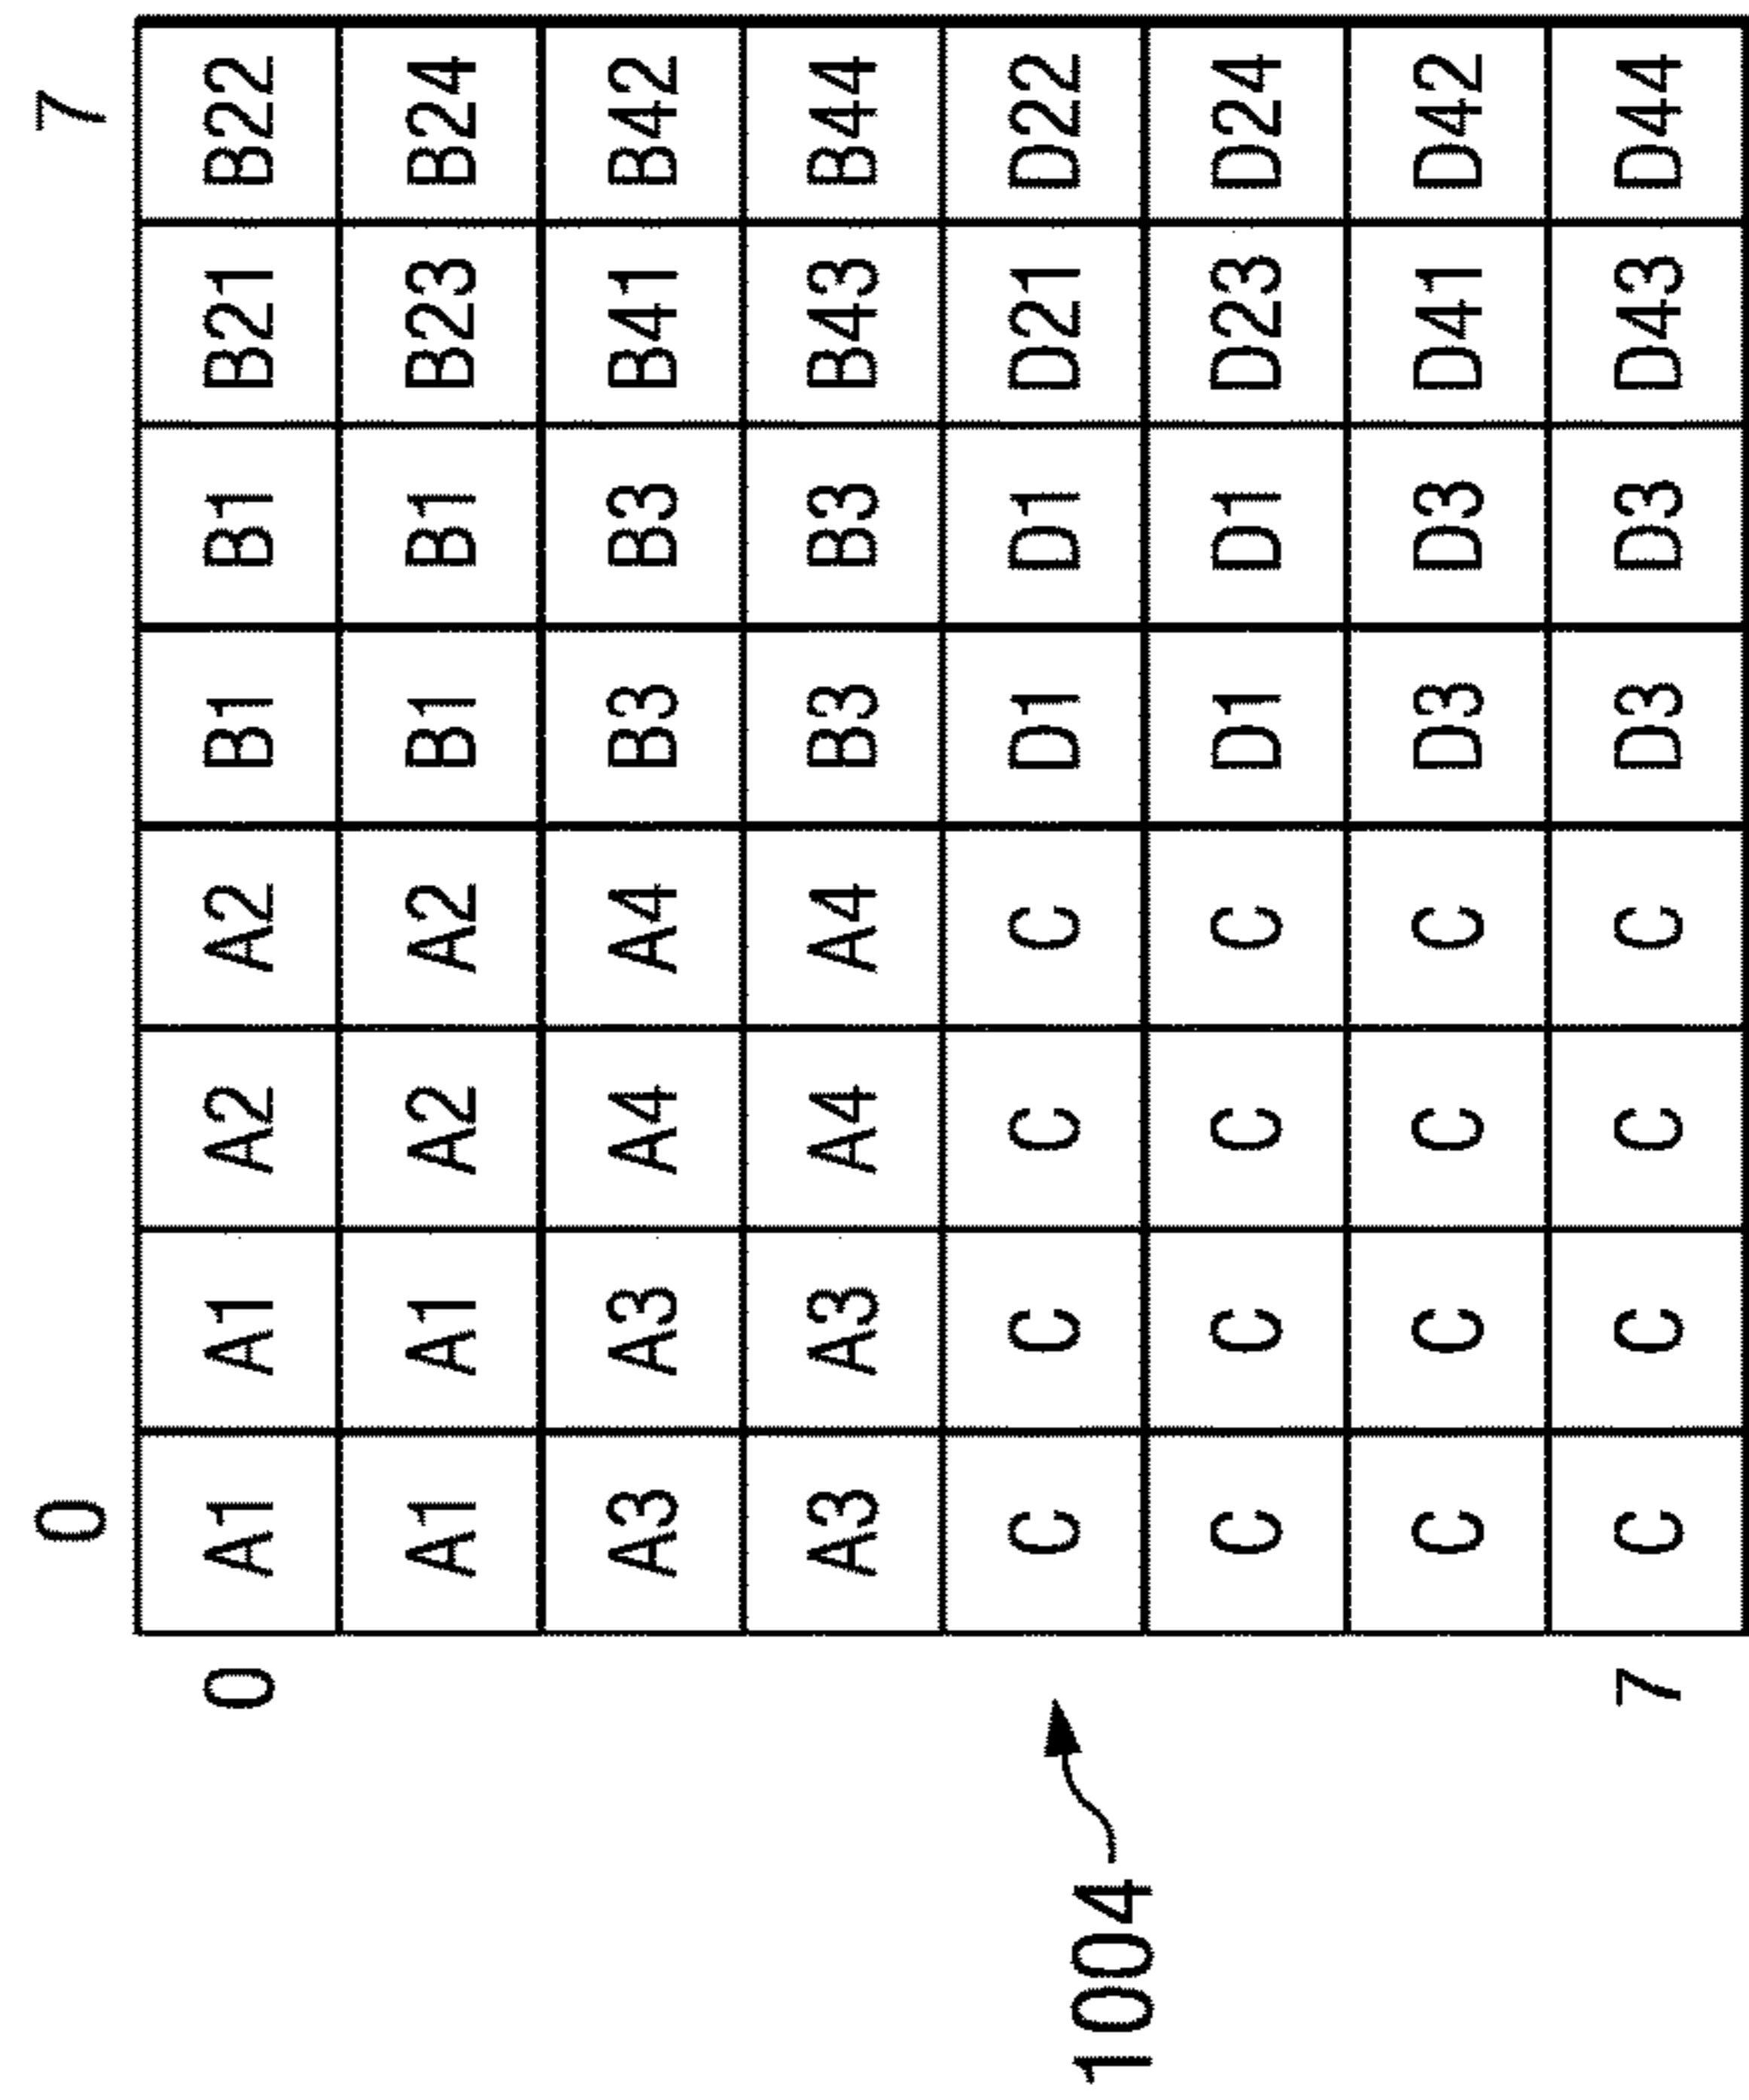 0 7
0 A1 A1 A2 A2 B1 B1 B21 B22
A1 A1 A2 A2 B1 B1 B23 B24
A3 A3 A4 A4 B3 B3 B41 B42
A3 A3 A4 A4 B3 B3 B43 B44
C C C C D1 D1 D21 D22
1004
C C C C D1 D1 D23 D24
C C C C D3 D3 D41 D42
7 C C C C D3 D3 D43 D44